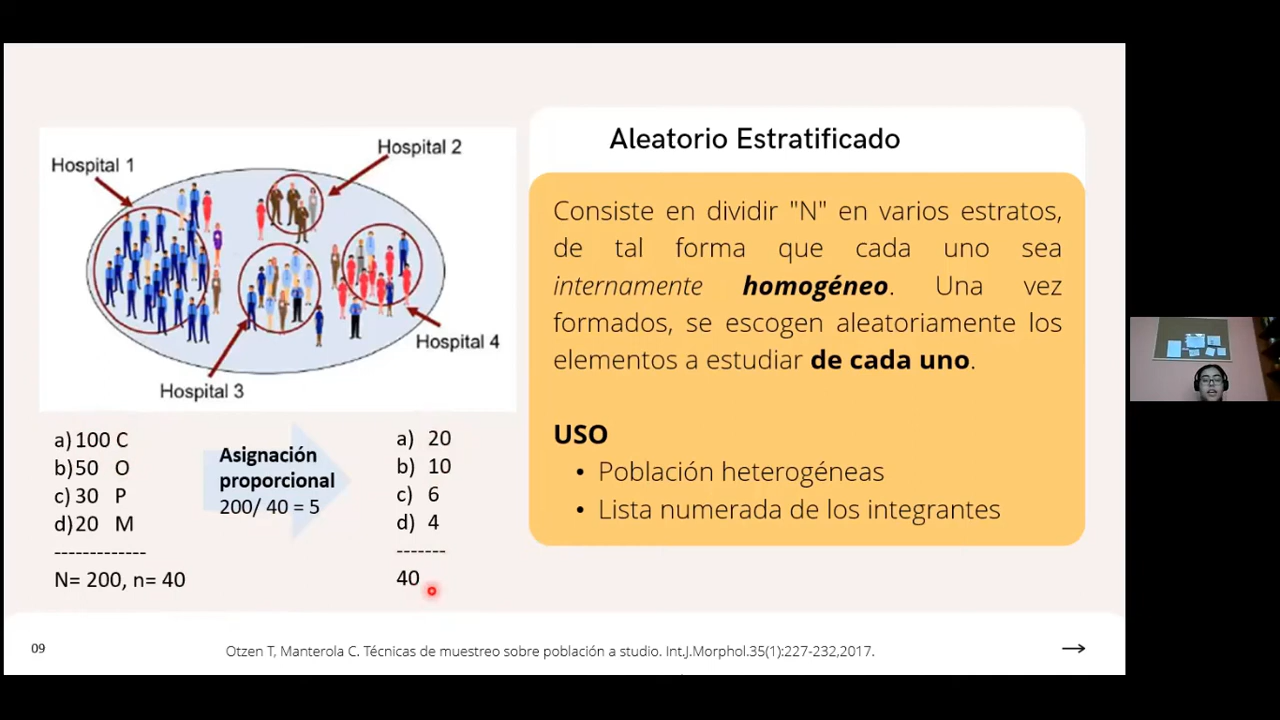 Hospital 1
Hospital 2
Hospital 3
Hospital 4
a) 100 C
b) 50 O
c) 30 P
d) 20 M
-------------
N= 200, n= 40
Asignación
proporcional
200/ 40 = 5
a) 20
b) 10
c) 6
d) 4
-------
40
Aleatorio Estratificado
Consiste en dividir "N" en varios estratos,
de tal forma que cada uno sea
internamente homogéneo. Una vez
formados, se escogen aleatoriamente los
elementos a estudiar de cada uno.
USO
• Población heterogéneas
• Lista numerada de los integrantes
09
Otzen T, Manterola C. Técnicas de muestreo sobre población a studio. Int.J.Morphol.35(1):227-232,2017.